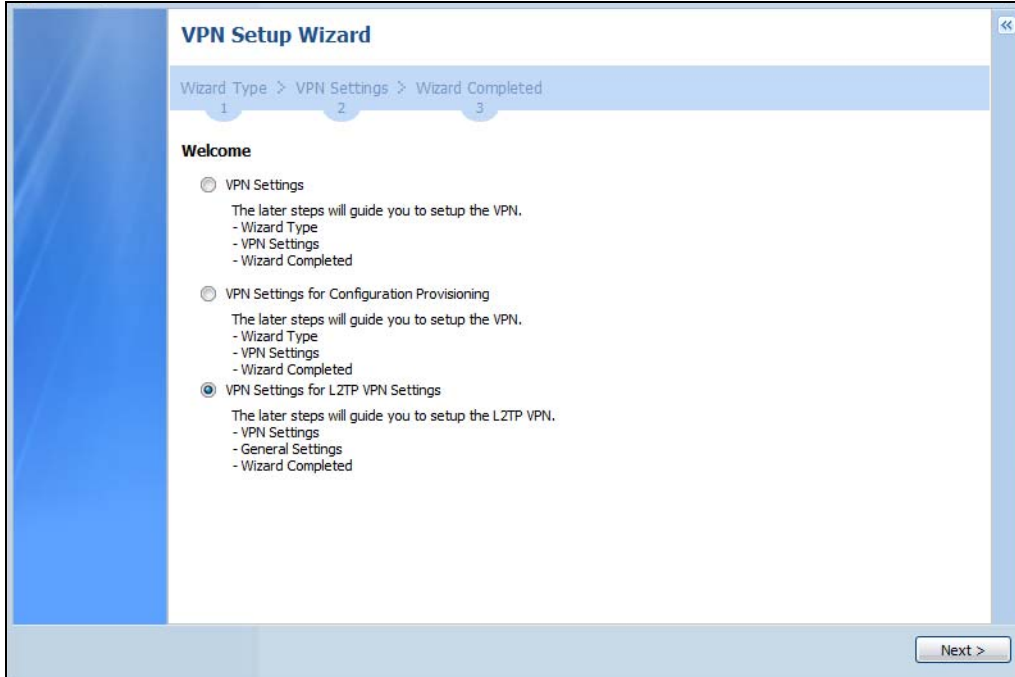 VPN Setup Wizard
«
Wizard Type > VPN Settings > Wizard Completed
1 2 3
Welcome
VPN Settings
The later steps will guide you to setup the VPN.
- Wizard Type
- VPN Settings
- Wizard Completed
VPN Settings for Configuration Provisioning
The later steps will guide you to setup the VPN.
- Wizard Type
- VPN Settings
- Wizard Completed
VPN Settings for L2TP VPN Settings
The later steps will guide you to setup the L2TP VPN.
- VPN Settings
- General Settings
- Wizard Completed
Next >